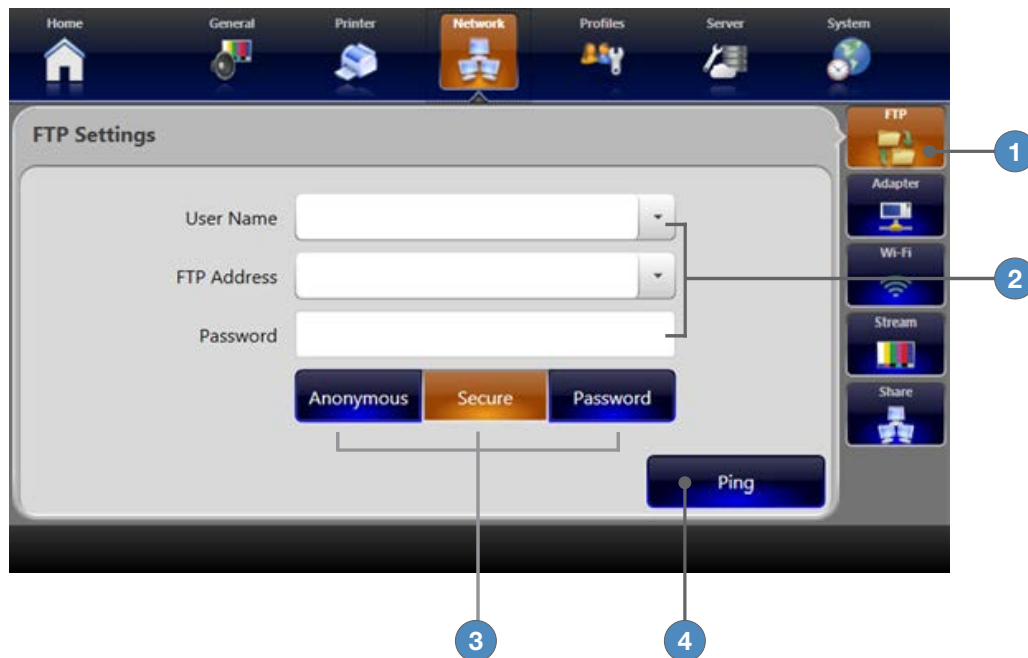 Home General Printer Network Profiles Server System
FTP Settings
FTP
1
Adapter
User Name
Wi-Fi
FTP Address
2
Stream
Password
Share
Anonymous Secure Password
Ping
3 4